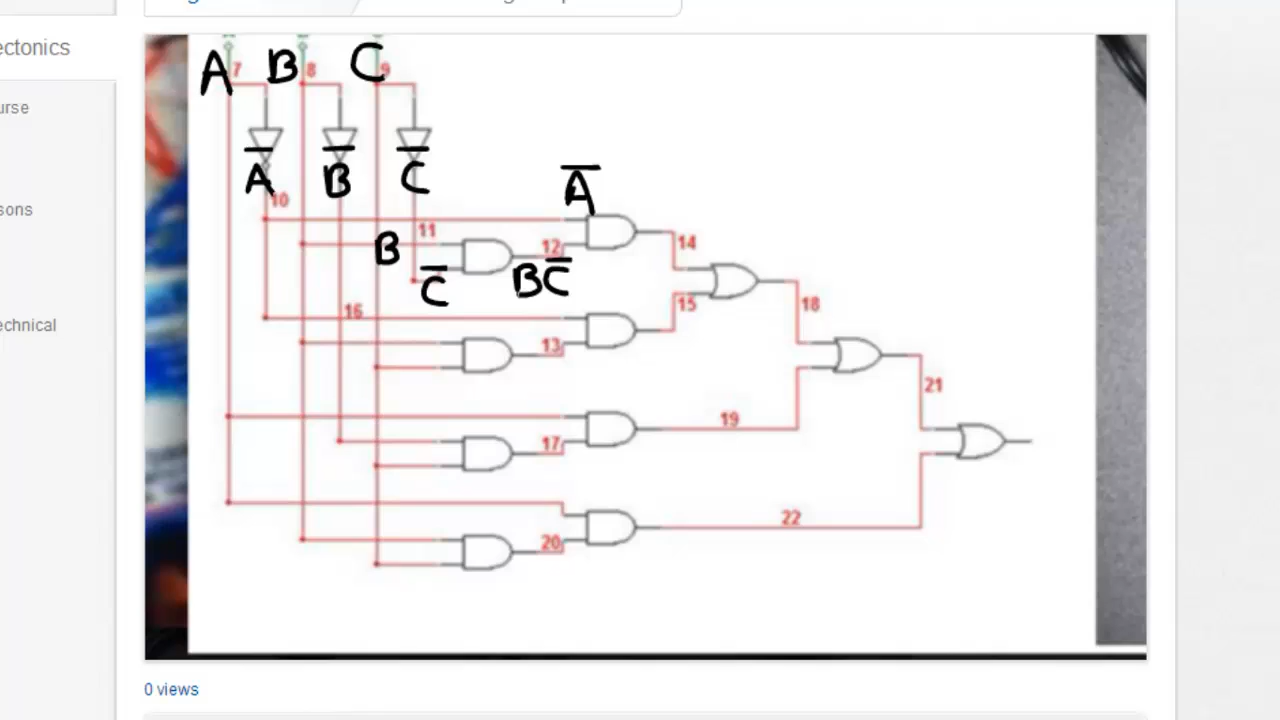 ectonics
urse
sons
echnical
A 7 B 8 C 9
A̅ B̅ C̅
10
A̅
11
B
12
14
C̅
BC̅
16
15
18
13
21
19
17
22
20
0 views